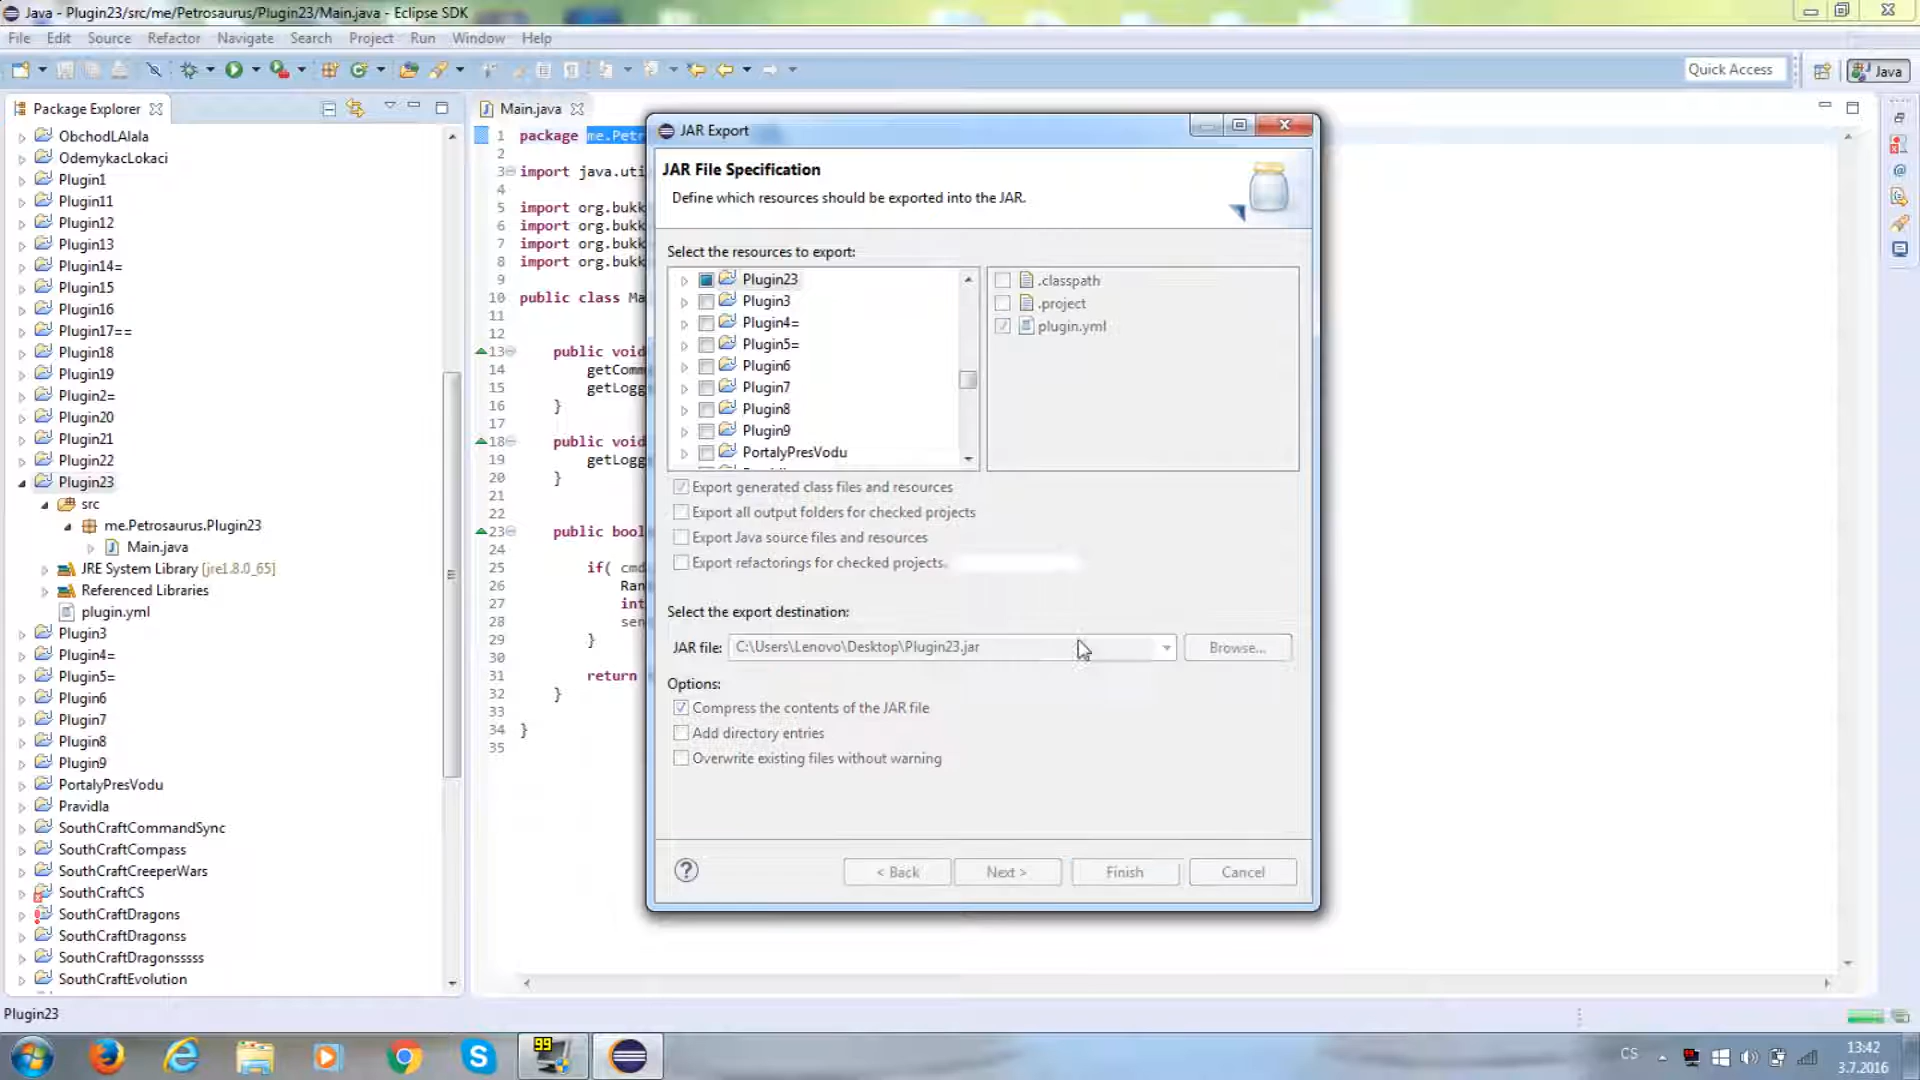 Java - Plugin23/src/me/Petrosaurus/Plugin23/Main.java - Eclipse SDK
File Edit Source Refactor Navigate Search Project Run Window Help
Quick Access
Java
Package Explorer
ObchodLAlala
OdemykacLokaci
Plugin1
Plugin11
Plugin12
Plugin13
Plugin14=
Plugin15
Plugin16
Plugin17==
Plugin18
Plugin19
Plugin2=
Plugin20
Plugin21
Plugin22
Plugin23
src
me.Petrosaurus.Plugin23
Main.java
JRE System Library [jre1.8.0_65]
Referenced Libraries
plugin.yml
Plugin3
Plugin4=
Plugin5=
Plugin6
Plugin7
Plugin8
Plugin9
PortalyPresVodu
Pravidla
SouthCraftCommandSync
SouthCraftCompass
SouthCraftCreeperWars
SouthCraftCS
SouthCraftDragons
SouthCraftDragonss
SouthCraftDragonsssss
SouthCraftEvolution
Main.java
1 package me.Petr
2
3 import java.uti
4
5 import org.bukk
6 import org.bukk
7 import org.bukk
8 import org.bukk
9
10 public class Ma
11
12
13 public void
14 getComm
15 getLogg
16 }
17
18 public void
19 getLogg
20 }
21
22
23 public bool
24
25 if( cmd
26 Ran
27 int
28 sen
29 }
30
31 return
32 }
33
34 }
35
JAR Export
JAR File Specification
Define which resources should be exported into the JAR.
Select the resources to export:
Plugin23
Plugin3
Plugin4=
Plugin5=
Plugin6
Plugin7
Plugin8
Plugin9
PortalyPresVodu
.classpath
.project
plugin.yml
Export generated class files and resources
Export all output folders for checked projects
Export Java source files and resources
Export refactorings for checked projects.
Select the export destination:
JAR file: C:\Users\Lenovo\Desktop\Plugin23.jar
Browse...
Options:
Compress the contents of the JAR file
Add directory entries
Overwrite existing files without warning
?
< Back
Next >
Finish
Cancel
Plugin23
99
CS
13:42
3.7.2016